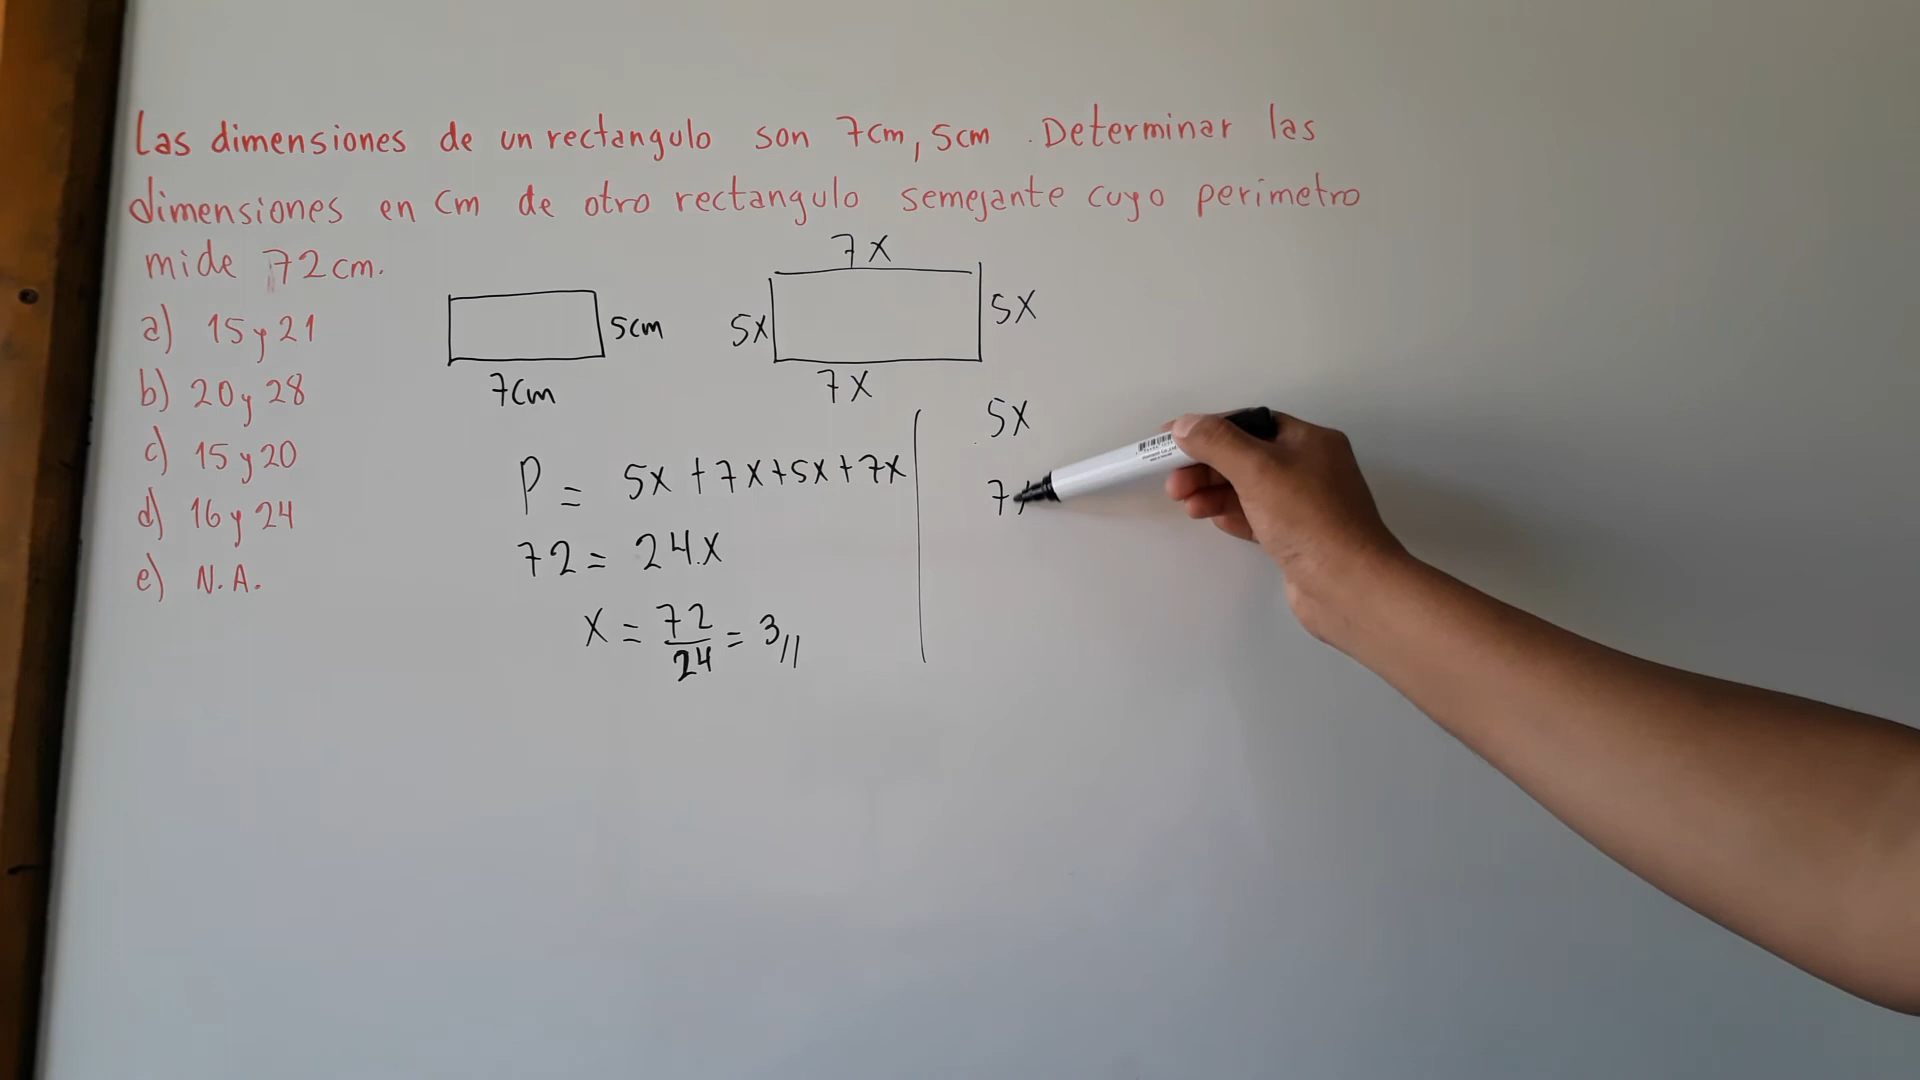 Las dimensiones de un rectangulo son 7cm, 5cm. Determinar las
dimensiones en cm de otro rectangulo semejante cuyo perimetro
mide 72cm.
a) 15 y 21
b) 20 y 28
c) 15 y 20
d) 16 y 24
e) N.A.
5cm
7cm
7x
5x
5x
7x
P = 5x + 7x + 5x + 7x
72 = 24.x
x = 72/24 = 3//
5x
7x